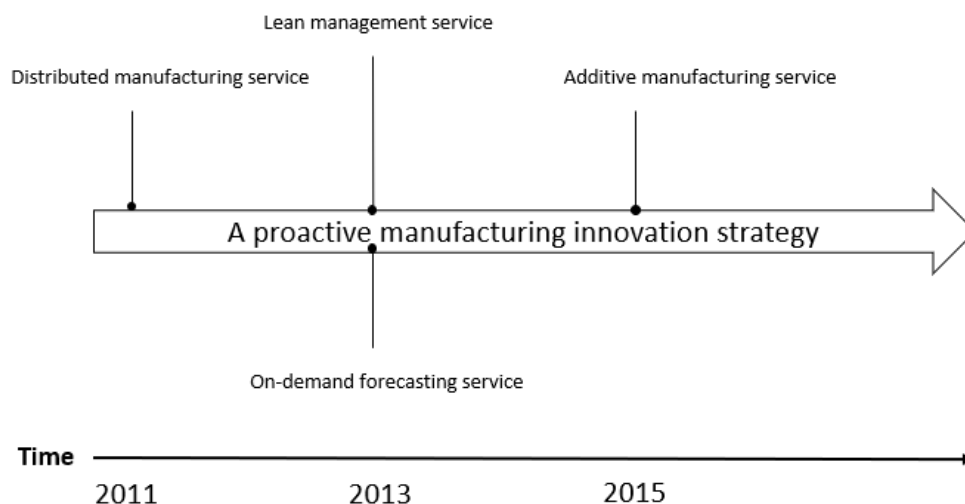 Lean management service
Distributed manufacturing service
Additive manufacturing service
A proactive manufacturing innovation strategy
On-demand forecasting service
Time
2011
2013
2015